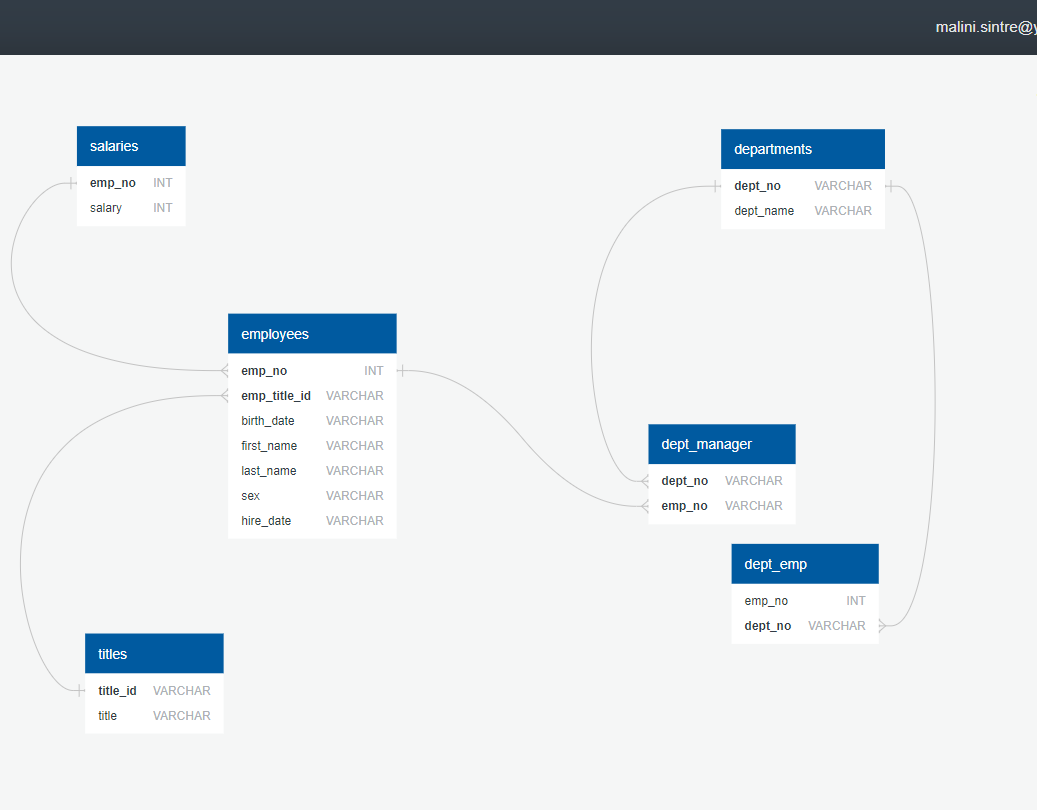 malini.sintre@y
salaries
emp_no INT
salary INT
departments
dept_no VARCHAR
dept_name VARCHAR
employees
emp_no INT
emp_title_id VARCHAR
birth_date VARCHAR
first_name VARCHAR
last_name VARCHAR
sex VARCHAR
hire_date VARCHAR
dept_manager
dept_no VARCHAR
emp_no VARCHAR
dept_emp
emp_no INT
dept_no VARCHAR
titles
title_id VARCHAR
title VARCHAR